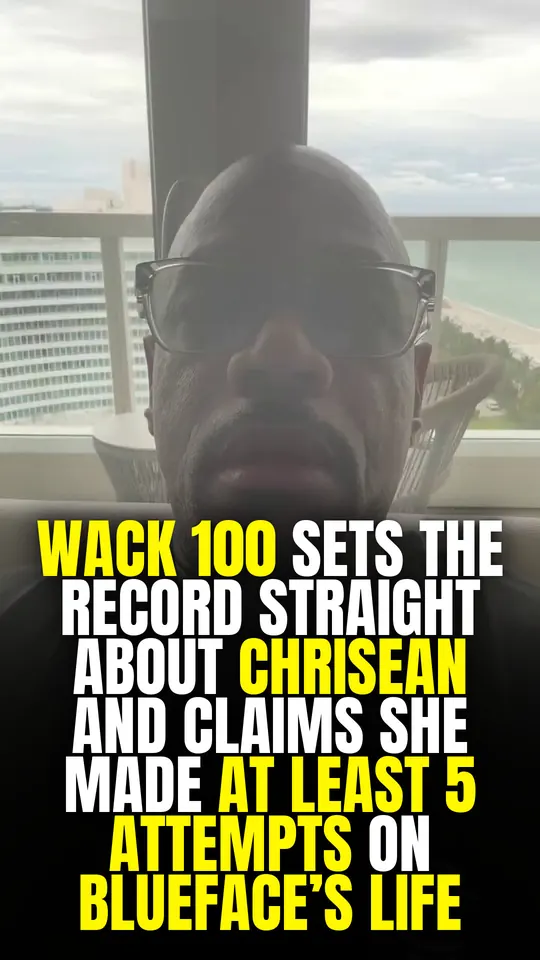 WACK 100 SETS THE
RECORD STRAIGHT
ABOUT CHRISEAN
AND CLAIMS SHE
MADE AT LEAST 5
ATTEMPTS ON
BLUEFACE’S LIFE